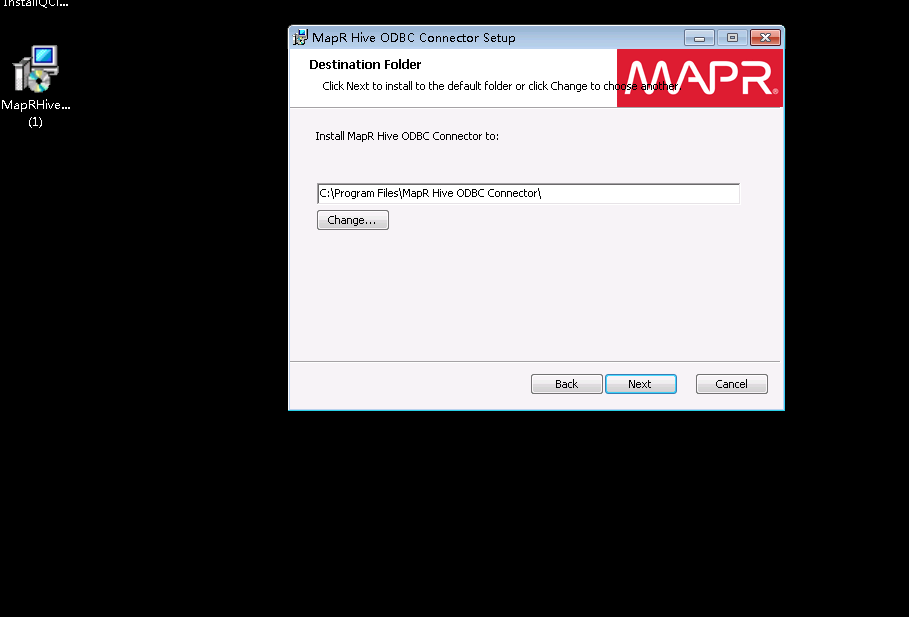 InstallQCl...
MapRHive...
(1)
MapR Hive ODBC Connector Setup
Destination Folder
Click Next to install to the default folder or click Change to choose another.
MAPR®
Install MapR Hive ODBC Connector to:
C:\Program Files\MapR Hive ODBC Connector\
Change...
Back
Next
Cancel